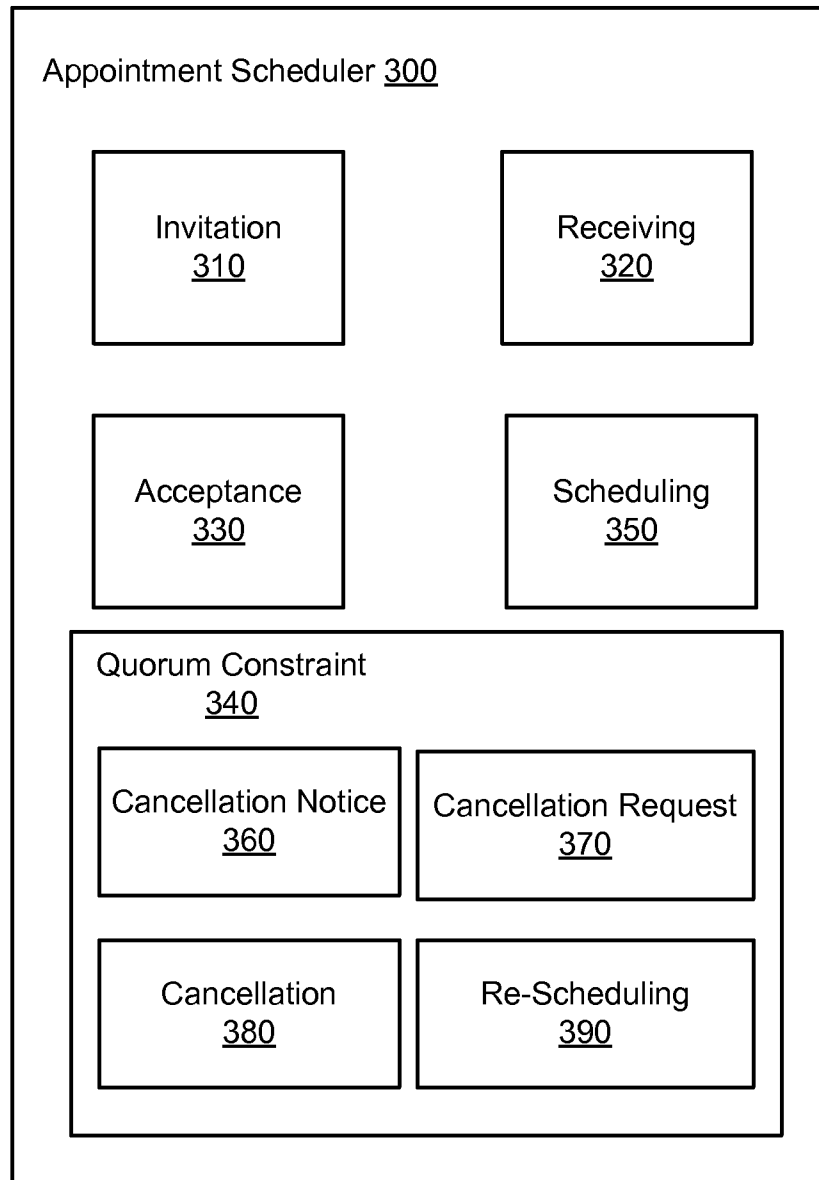 Appointment Scheduler 300
Invitation
310
Receiving
320
Acceptance
330
Scheduling
350
Quorum Constraint
340
Cancellation Notice
360
Cancellation Request
370
Cancellation
380
Re-Scheduling
390